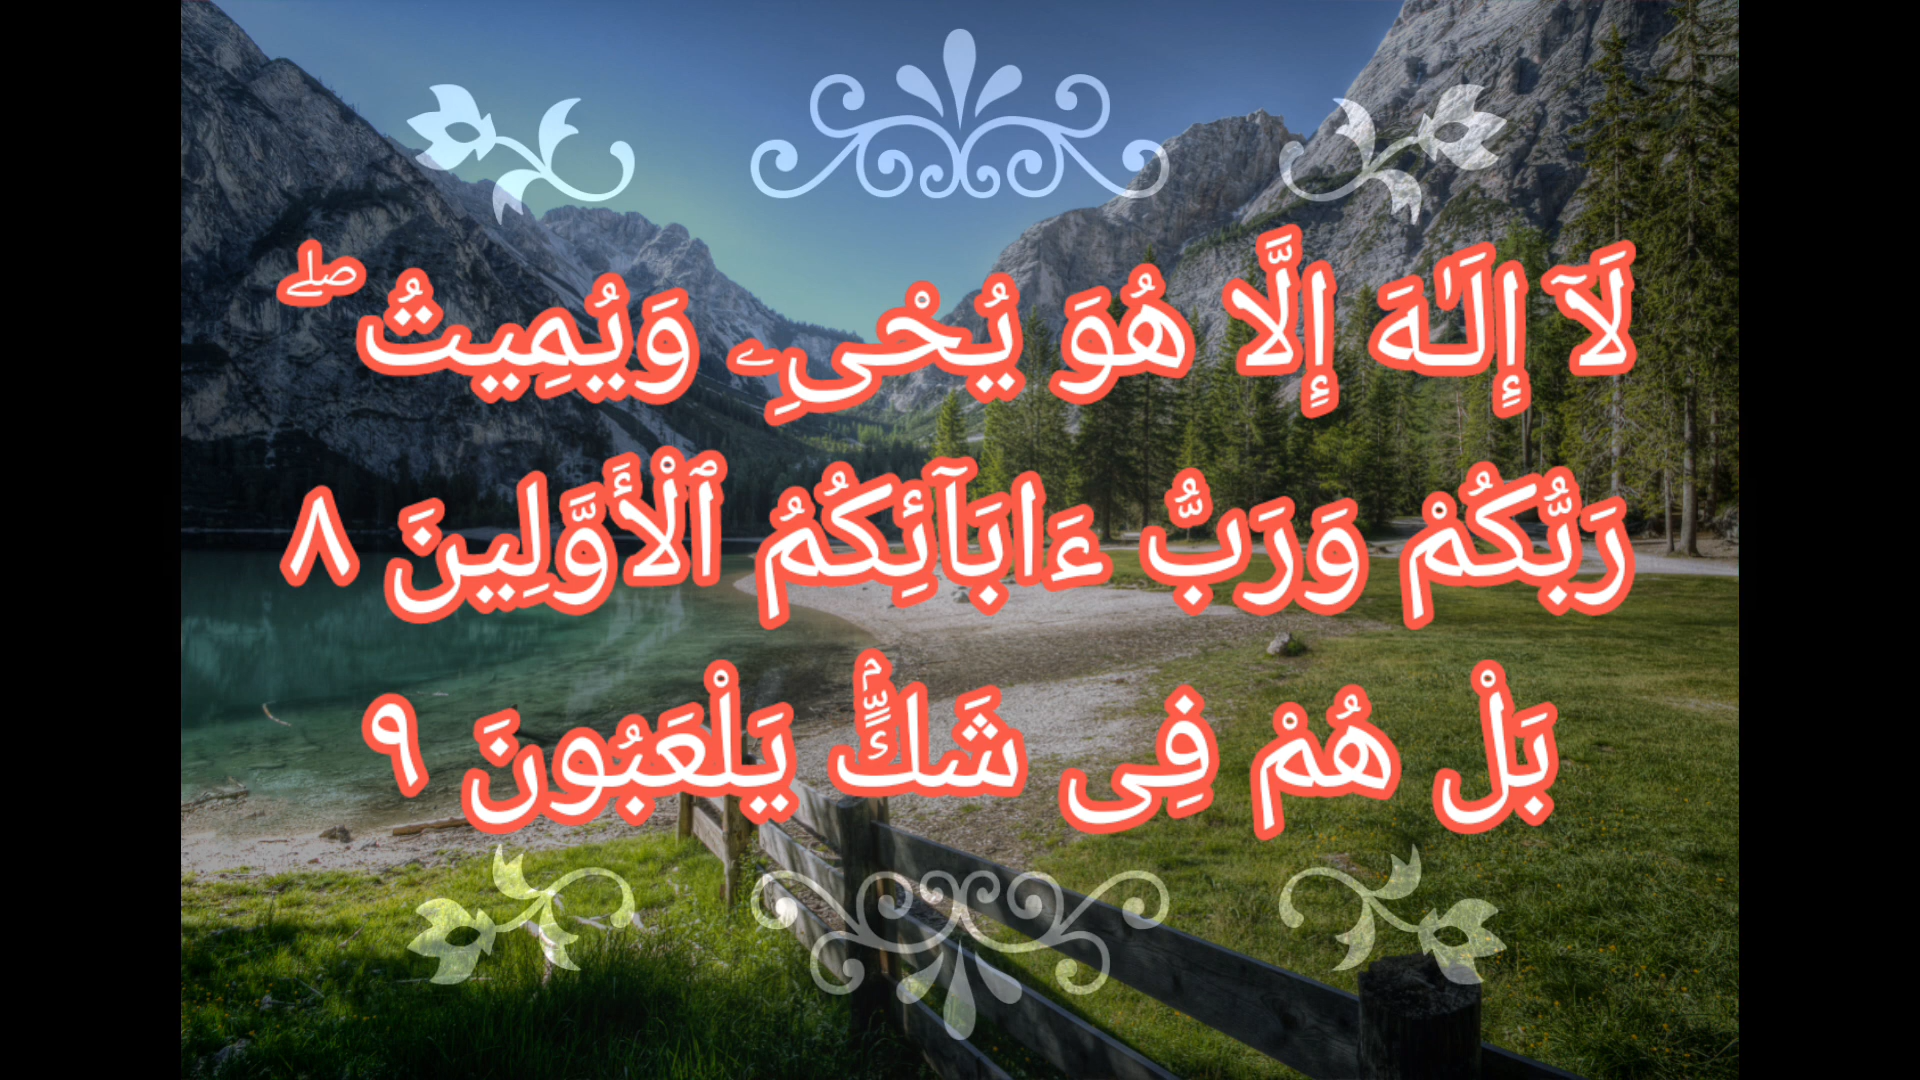 لَآ إِلَـٰهَ إِلَّا هُوَ يُحْىِۦ وَيُمِيتُ ۖ
رَبُّكُمْ وَرَبُّ ءَابَآئِكُمُ ٱلْأَوَّلِينَ ٨
بَلْ هُمْ فِى شَكٍّۢ يَلْعَبُونَ ٩